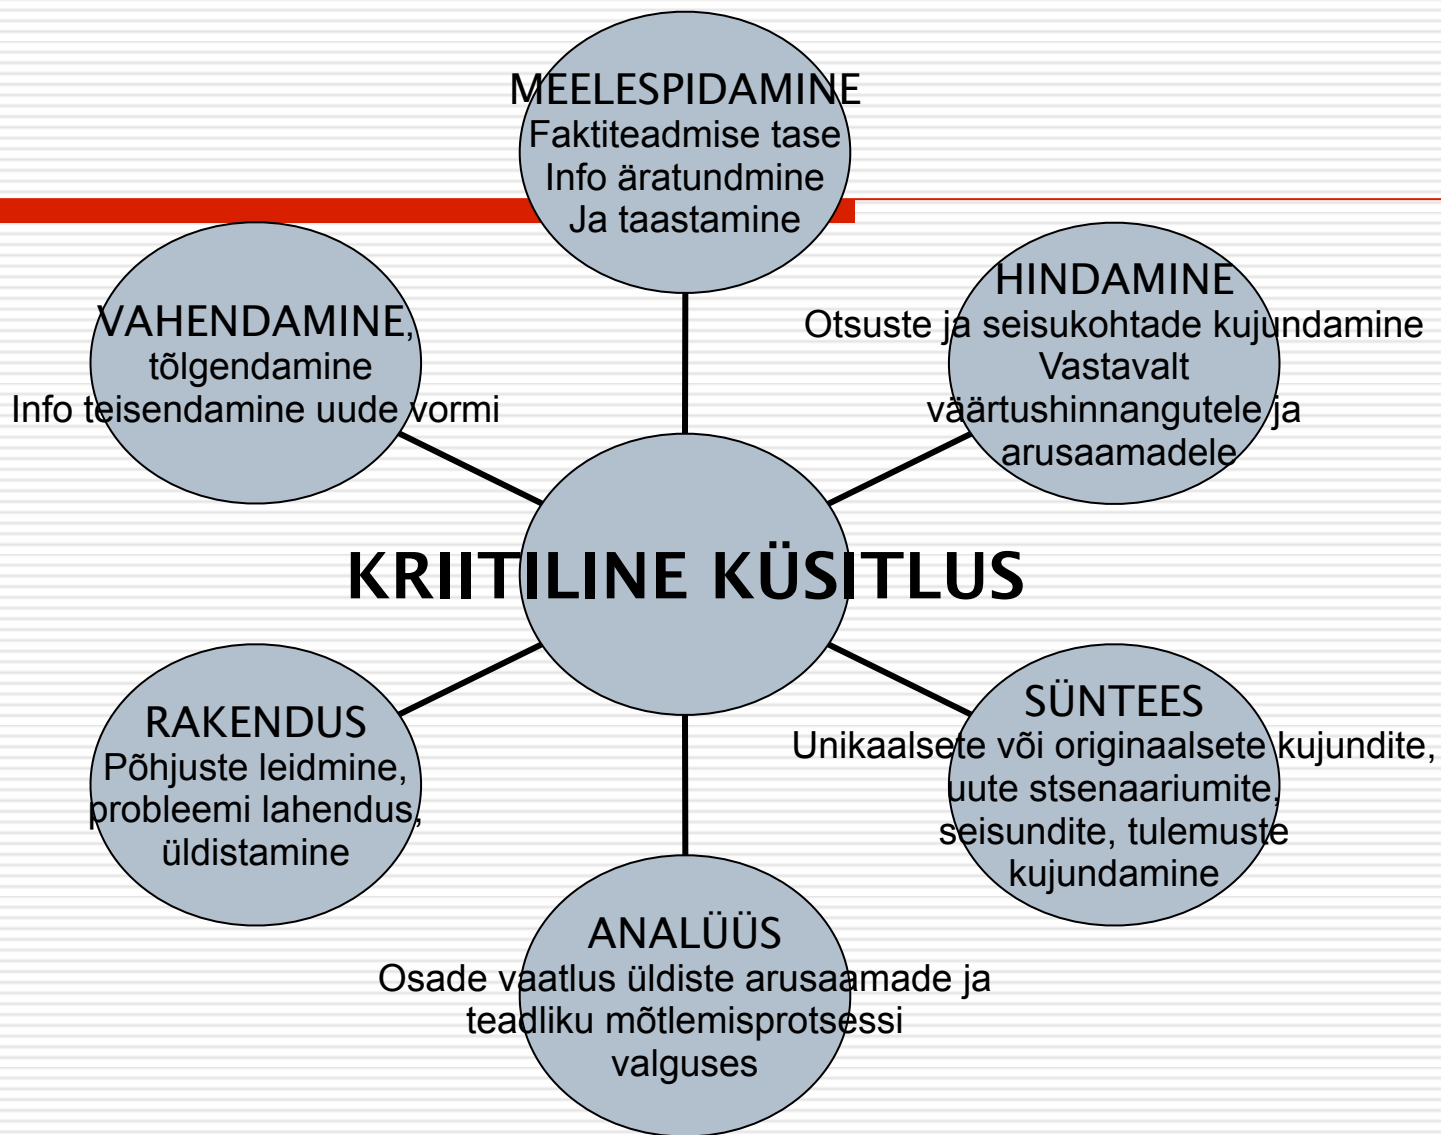 MEELESPIDAMINE
Faktiteadmise tase
Info äratundmine
Ja taastamine
VAHENDAMINE,
tõlgendamine
Info teisendamine uude vormi
HINDAMINE
Otsuste ja seisukohtade kujundamine
Vastavalt
väärtushinnangutele ja
arusaamadele
KRIITILINE KÜSITLUS
RAKENDUS
Põhjuste leidmine,
probleemi lahendus,
üldistamine
SÜNTEES
Unikaalsete või originaalsete kujundite,
uute stsenaariumite,
seisundite, tulemuste
kujundamine
ANALÜÜS
Osade vaatlus üldiste arusaamade ja
teadliku mõtlemisprotsessi
valguses